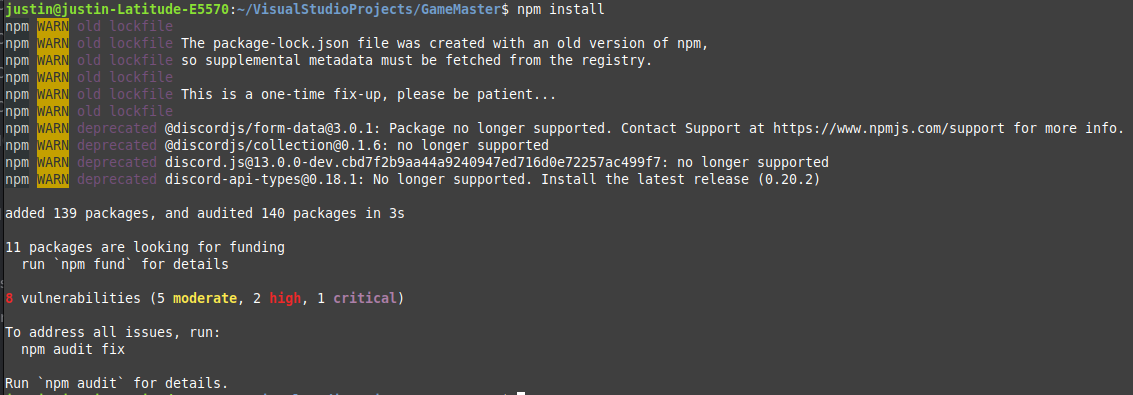 justin@justin-Latitude-E5570:~/VisualStudioProjects/GameMaster$ npm install
npm WARN old lockfile
npm WARN old lockfile The package-lock.json file was created with an old version of npm,
npm WARN old lockfile so supplemental metadata must be fetched from the registry.
npm WARN old lockfile
npm WARN old lockfile This is a one-time fix-up, please be patient...
npm WARN old lockfile
npm WARN deprecated @discordjs/form-data@3.0.1: Package no longer supported. Contact Support at https://www.npmjs.com/support for more info.
npm WARN deprecated @discordjs/collection@0.1.6: no longer supported
npm WARN deprecated discord.js@13.0.0-dev.cbd7f2b9aa44a9240947ed716d0e72257ac499f7: no longer supported
npm WARN deprecated discord-api-types@0.18.1: No longer supported. Install the latest release (0.20.2)
added 139 packages, and audited 140 packages in 3s
11 packages are looking for funding
run `npm fund` for details
8 vulnerabilities (5 moderate, 2 high, 1 critical)
To address all issues, run:
npm audit fix
Run `npm audit` for details.